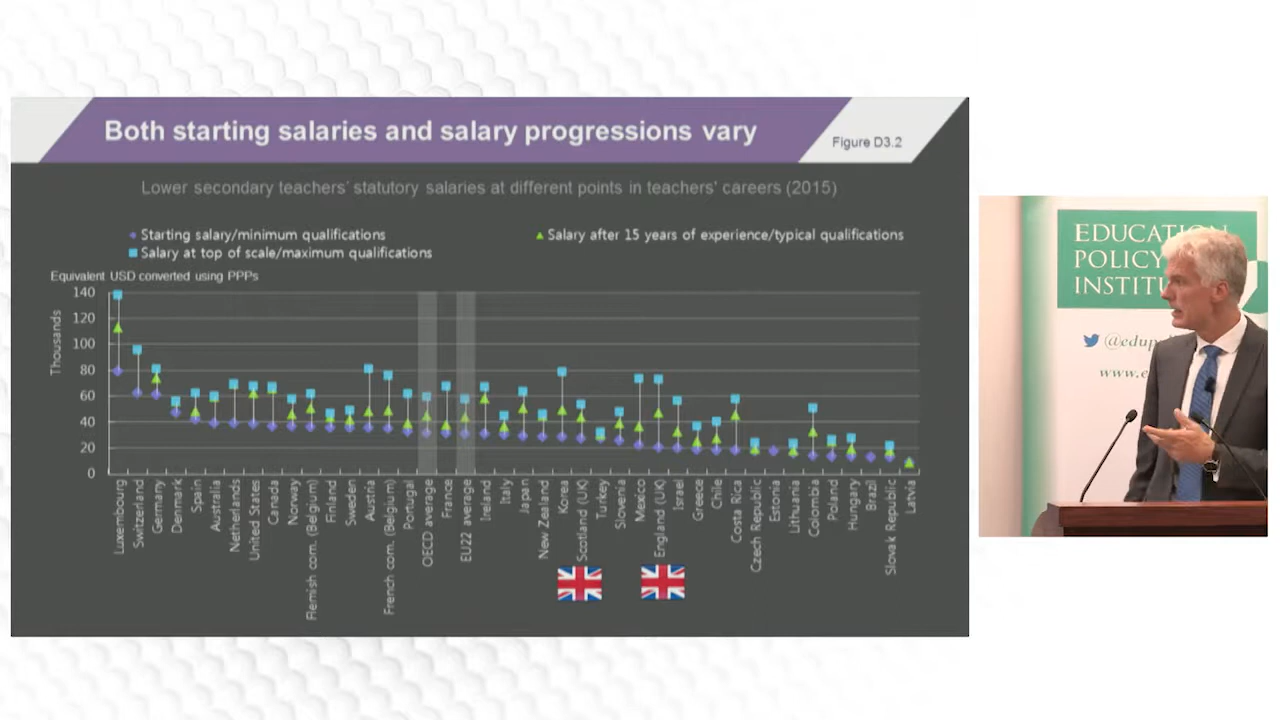 Both starting salaries and salary progressions vary
Figure D3.2
Lower secondary teachers' statutory salaries at different points in teachers' careers (2015)
Starting salary/minimum qualifications
Salary after 15 years of experience/typical qualifications
Salary at top of scale/maximum qualifications
Equivalent USD converted using PPPs
Thousands
140
120
100
80
60
40
20
0
Luxembourg
Switzerland
Germany
Denmark
Spain
Australia
Netherlands
United States
Canada
Norway
Flemish com. (Belgium)
Finland
Sweden
Austria
French com. (Belgium)
Portugal
OECD average
France
EU22 average
Ireland
Italy
Japan
New Zealand
Korea
Scotland (UK)
Turkey
Slovenia
Mexico
England (UK)
Israel
Greece
Chile
Costa Rica
Czech Republic
Estonia
Lithuania
Colombia
Poland
Hungary
Brazil
Slovak Republic
Latvia
EDUCATION
POLICY
INSTITU
@edup
www.e